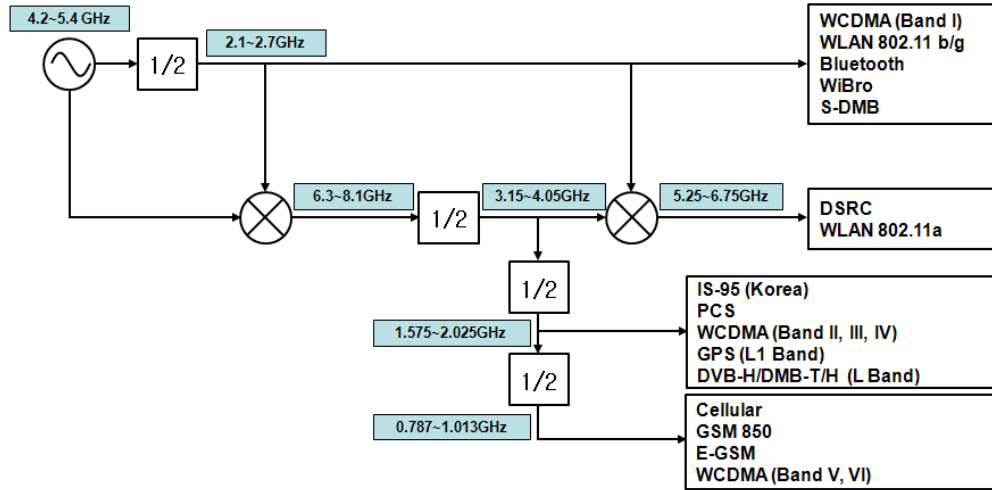 4.2~5.4 GHz
2.1~2.7GHz
1/2
WCDMA (Band I)
WLAN 802.11 b/g
Bluetooth
WiBro
S-DMB
6.3~8.1GHz
1/2
3.15~4.05GHz
5.25~6.75GHz
DSRC
WLAN 802.11a
1/2
1.575~2.025GHz
IS-95 (Korea)
PCS
WCDMA (Band II, III, IV)
GPS (L1 Band)
DVB-H/DMB-T/H (L Band)
1/2
0.787~1.013GHz
Cellular
GSM 850
E-GSM
WCDMA (Band V, VI)